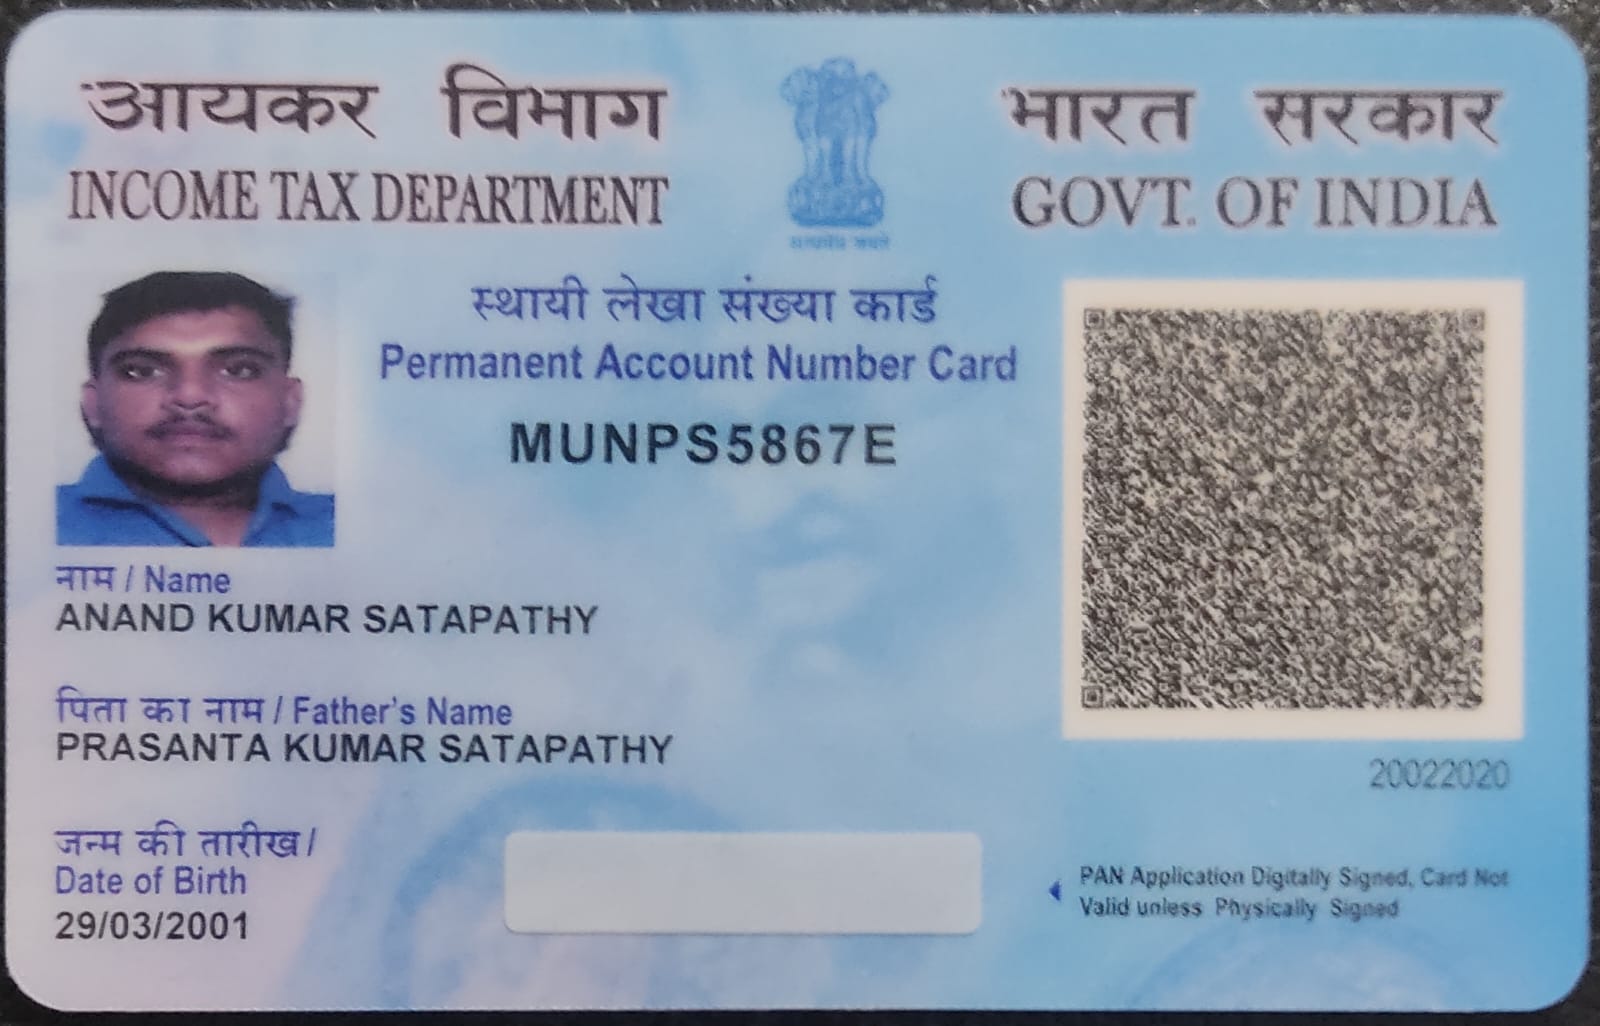 आयकर विभाग
INCOME TAX DEPARTMENT
भारत सरकार
GOVT. OF INDIA
सत्यमेव जयते
स्थायी लेखा संख्या कार्ड
Permanent Account Number Card
MUNPS5867E
नाम / Name
ANAND KUMAR SATAPATHY
पिता का नाम / Father's Name
PRASANTA KUMAR SATAPATHY
20022020
जन्म की तारीख/
Date of Birth
29/03/2001
PAN Application Digitally Signed, Card Not
Valid unless Physically Signed